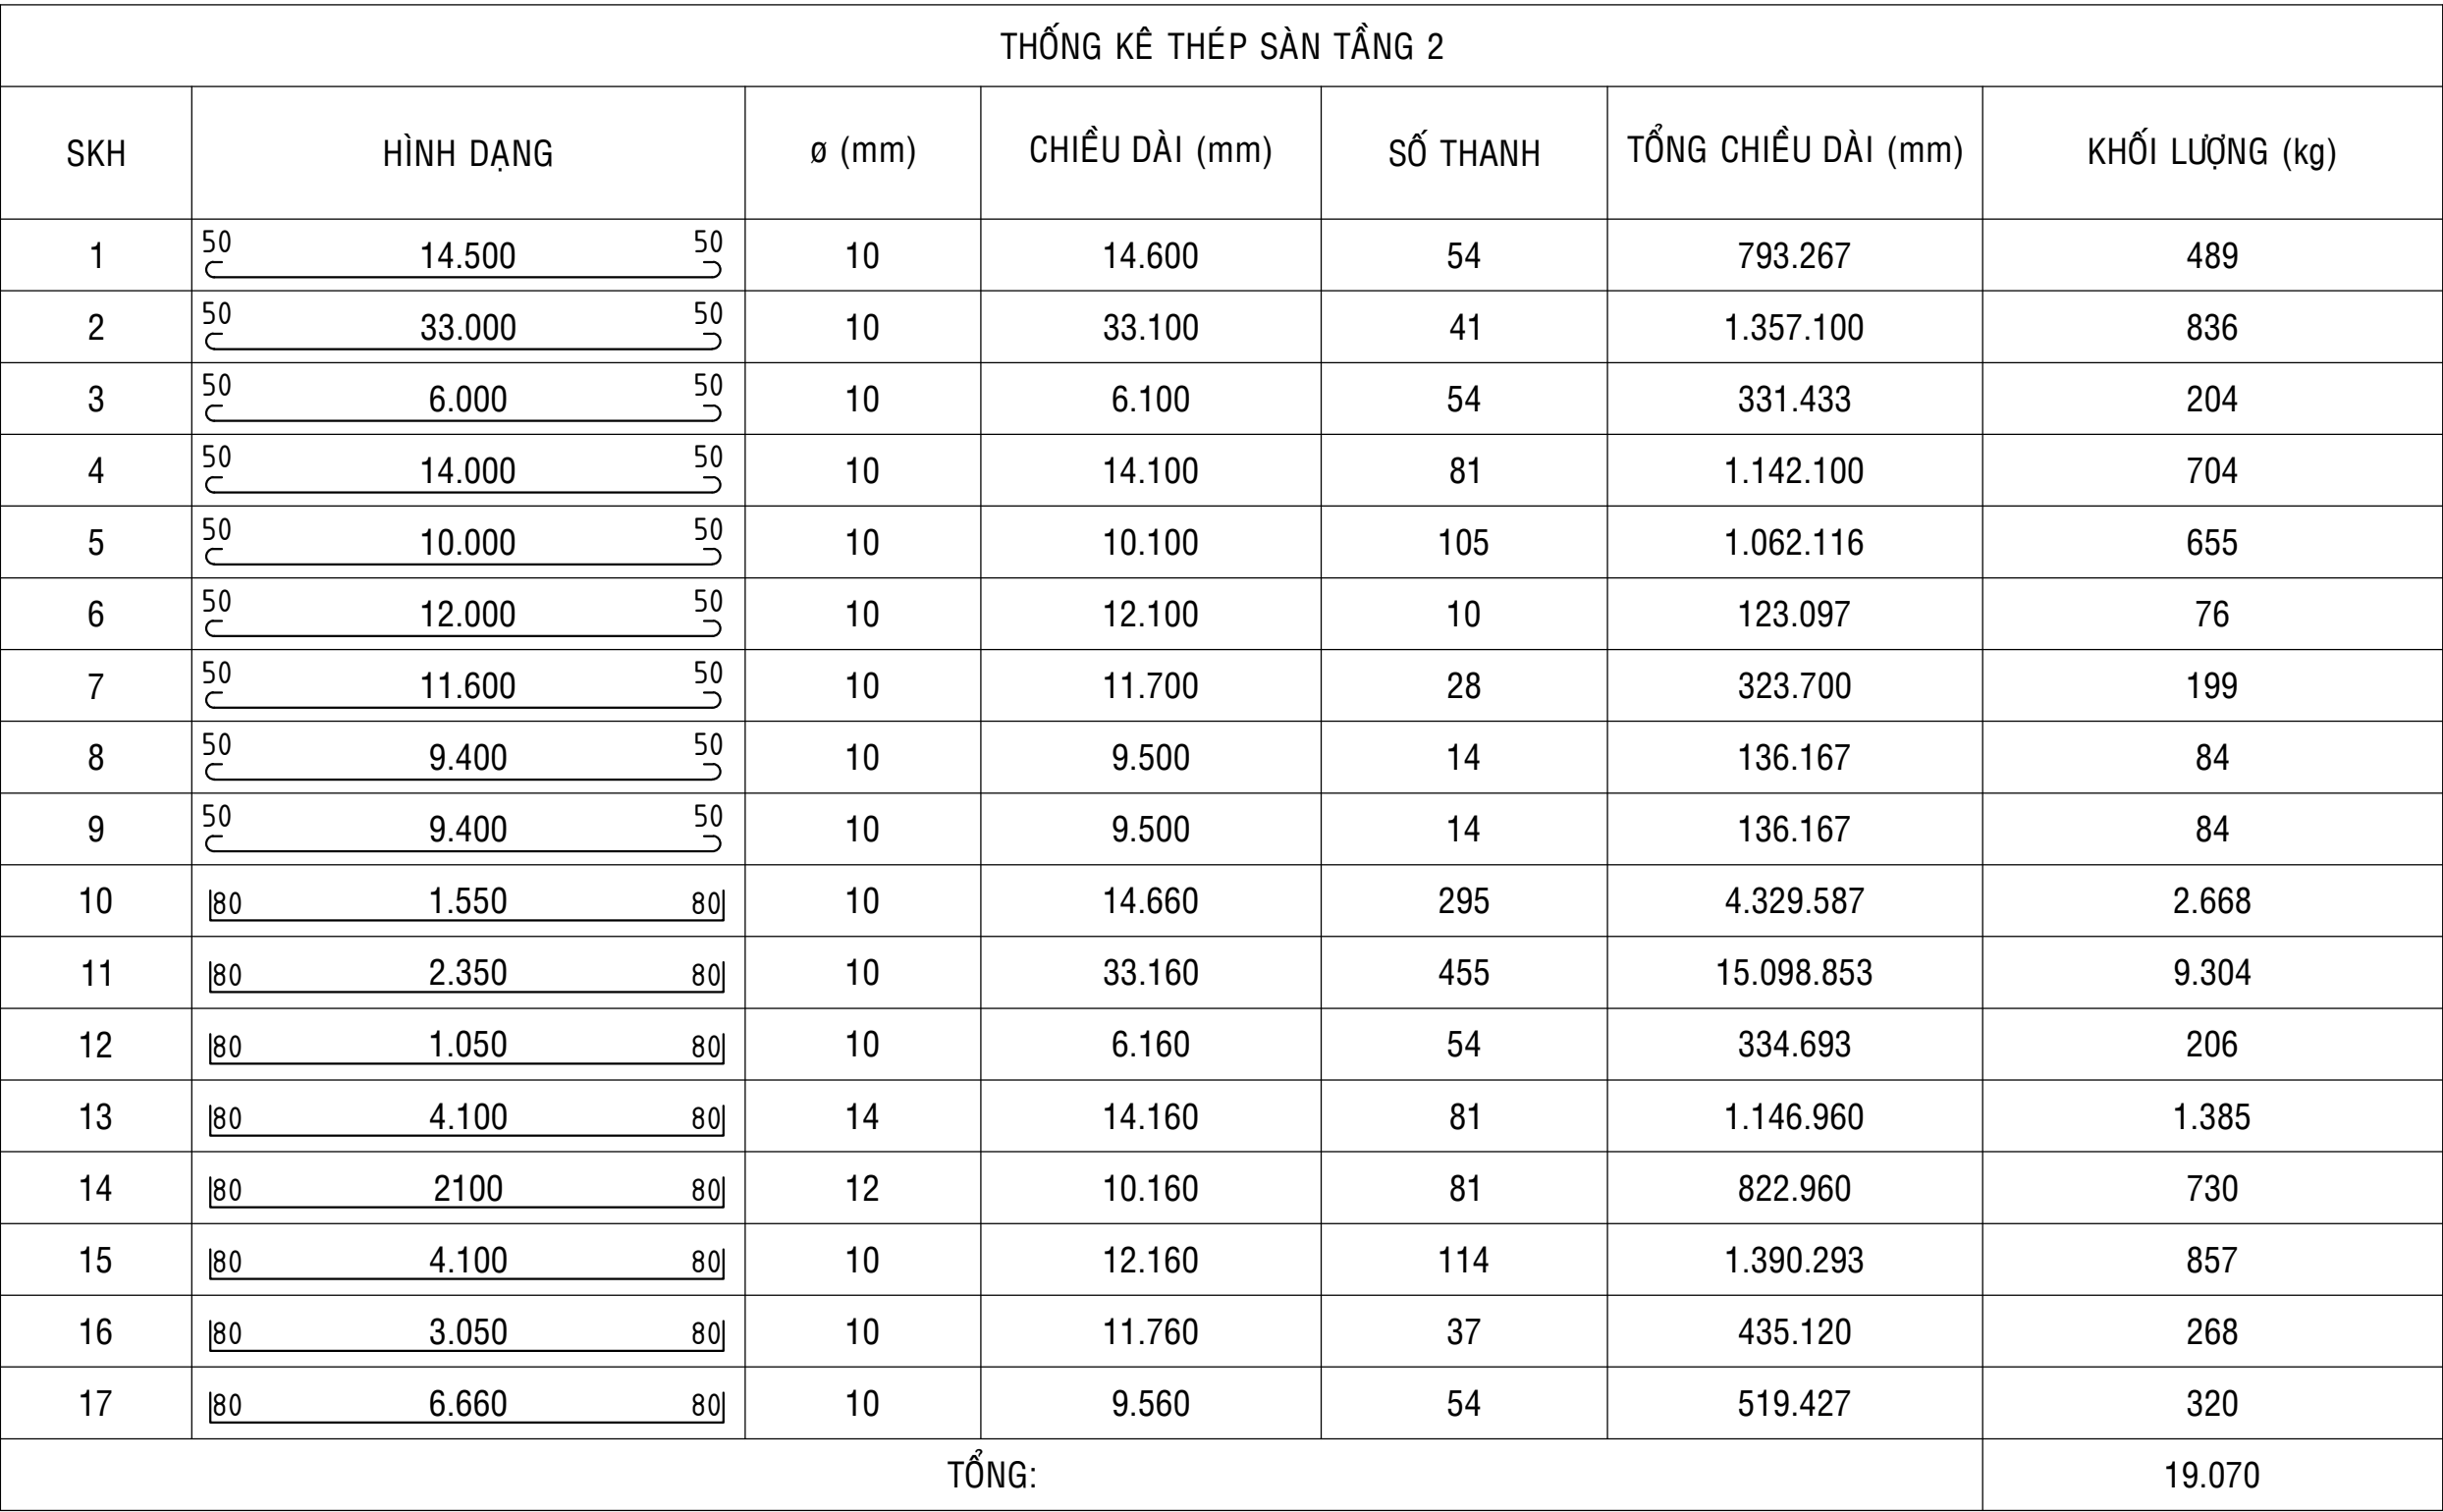 THỐNG KÊ THÉP SÀN TẦNG 2
SKH HÌNH DẠNG ø (mm) CHIỀU DÀI (mm) SỐ THANH TỔNG CHIỀU DÀI (mm) KHỐI LƯỢNG (kg)
1 50 14.500 50 10 14.600 54 793.267 489
2 50 33.000 50 10 33.100 41 1.357.100 836
3 50 6.000 50 10 6.100 54 331.433 204
4 50 14.000 50 10 14.100 81 1.142.100 704
5 50 10.000 50 10 10.100 105 1.062.116 655
6 50 12.000 50 10 12.100 10 123.097 76
7 50 11.600 50 10 11.700 28 323.700 199
8 50 9.400 50 10 9.500 14 136.167 84
9 50 9.400 50 10 9.500 14 136.167 84
10 80 1.550 80 10 14.660 295 4.329.587 2.668
11 80 2.350 80 10 33.160 455 15.098.853 9.304
12 80 1.050 80 10 6.160 54 334.693 206
13 80 4.100 80 14 14.160 81 1.146.960 1.385
14 80 2100 80 12 10.160 81 822.960 730
15 80 4.100 80 10 12.160 114 1.390.293 857
16 80 3.050 80 10 11.760 37 435.120 268
17 80 6.660 80 10 9.560 54 519.427 320
TỔNG: 19.070